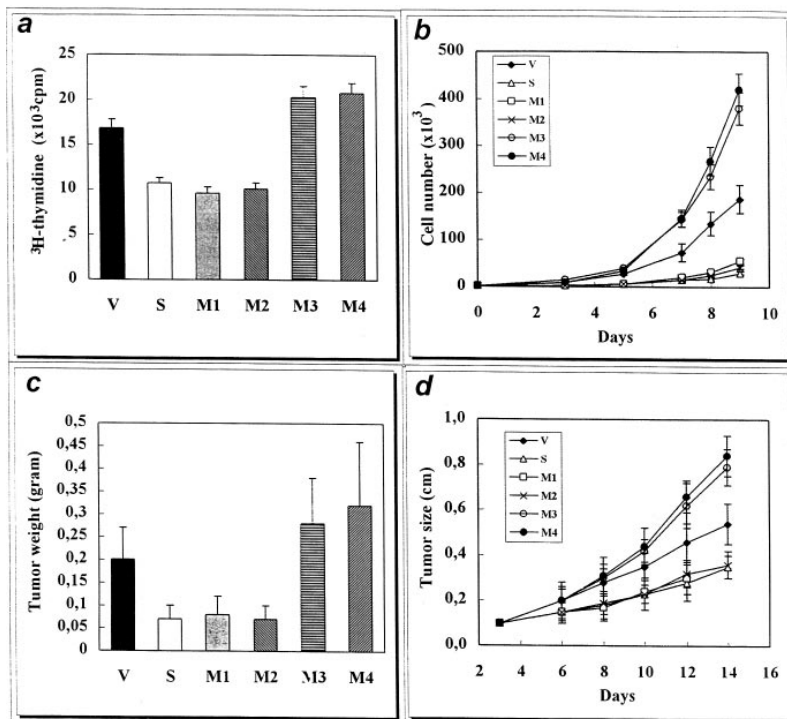 a
³H-thymidine (x10³cpm)
25
20
15
10
5
0
V S M1 M2 M3 M4
b
Cell number (x10³)
500
400
300
200
100
0
V
S
M1
M2
M3
M4
0 2 4 6 8 10
Days
c
Tumor weight (gram)
0,5
0,45
0,4
0,35
0,3
0,25
0,2
0,15
0,1
0,05
0
V S M1 M2 M3 M4
d
Tumor size (cm)
1,0
0,8
0,6
0,4
0,2
0,0
V
S
M1
M2
M3
M4
2 4 6 8 10 12 14 16
Days